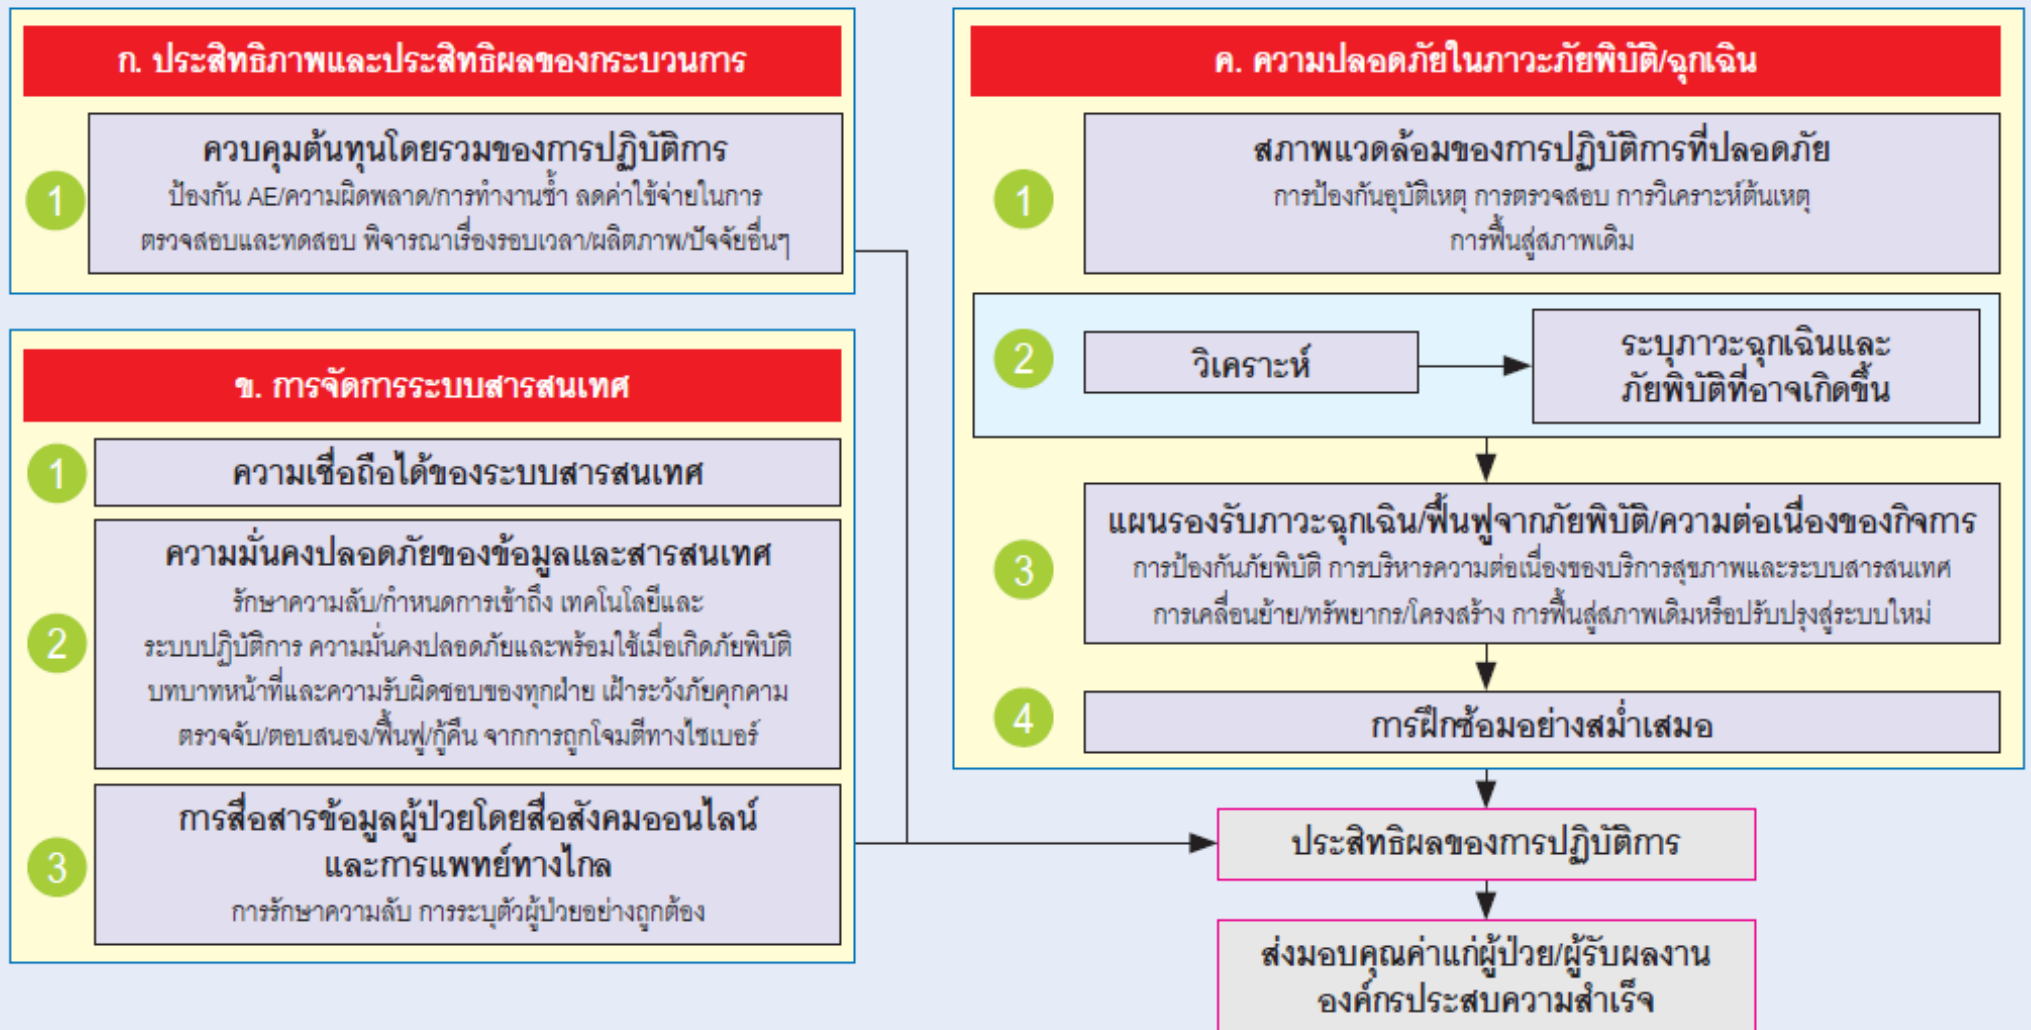 ก. ประสิทธิภาพและประสิทธิผลของกระบวนการ
1
ควบคุมต้นทุนโดยรวมของการปฏิบัติการ
ป้องกัน AE/ความผิดพลาด/การทำงานซ้ำ ลดค่าใช้จ่ายในการ
ตรวจสอบและทดสอบ พิจารณาเรื่องรอบเวลา/ผลิตภาพ/ปัจจัยอื่นๆ
ข. การจัดการระบบสารสนเทศ
1
ความเชื่อถือได้ของระบบสารสนเทศ
2
ความมั่นคงปลอดภัยของข้อมูลและสารสนเทศ
รักษาความลับ/กำหนดการเข้าถึง เทคโนโลยีและ
ระบบปฏิบัติการ ความมั่นคงปลอดภัยและพร้อมใช้เมื่อเกิดภัยพิบัติ
บทบาทหน้าที่และความรับผิดชอบของทุกฝ่าย เฝ้าระวังภัยคุกคาม
ตรวจจับ/ตอบสนอง/ฟื้นฟู/กู้คืน จากการถูกโจมตีทางไซเบอร์
3
การสื่อสารข้อมูลผู้ป่วยโดยสื่อสังคมออนไลน์
และการแพทย์ทางไกล
การรักษาความลับ การระบุตัวผู้ป่วยอย่างถูกต้อง
ค. ความปลอดภัยในภาวะภัยพิบัติ/ฉุกเฉิน
1
สภาพแวดล้อมของการปฏิบัติการที่ปลอดภัย
การป้องกันอุบัติเหตุ การตรวจสอบ การวิเคราะห์ต้นเหตุ
การฟื้นสู่สภาพเดิม
2
วิเคราะห์
ระบุภาวะฉุกเฉินและ
ภัยพิบัติที่อาจเกิดขึ้น
3
แผนรองรับภาวะฉุกเฉิน/ฟื้นฟูจากภัยพิบัติ/ความต่อเนื่องของกิจการ
การป้องกันภัยพิบัติ การบริหารความต่อเนื่องของบริการสุขภาพและระบบสารสนเทศ
การเคลื่อนย้าย/ทรัพยากร/โครงสร้าง การฟื้นสู่สภาพเดิมหรือปรับปรุงสู่ระบบใหม่
4
การฝึกซ้อมอย่างสม่ำเสมอ
ประสิทธิผลของการปฏิบัติการ
ส่งมอบคุณค่าแก่ผู้ป่วย/ผู้รับผลงาน
องค์กรประสบความสำเร็จ